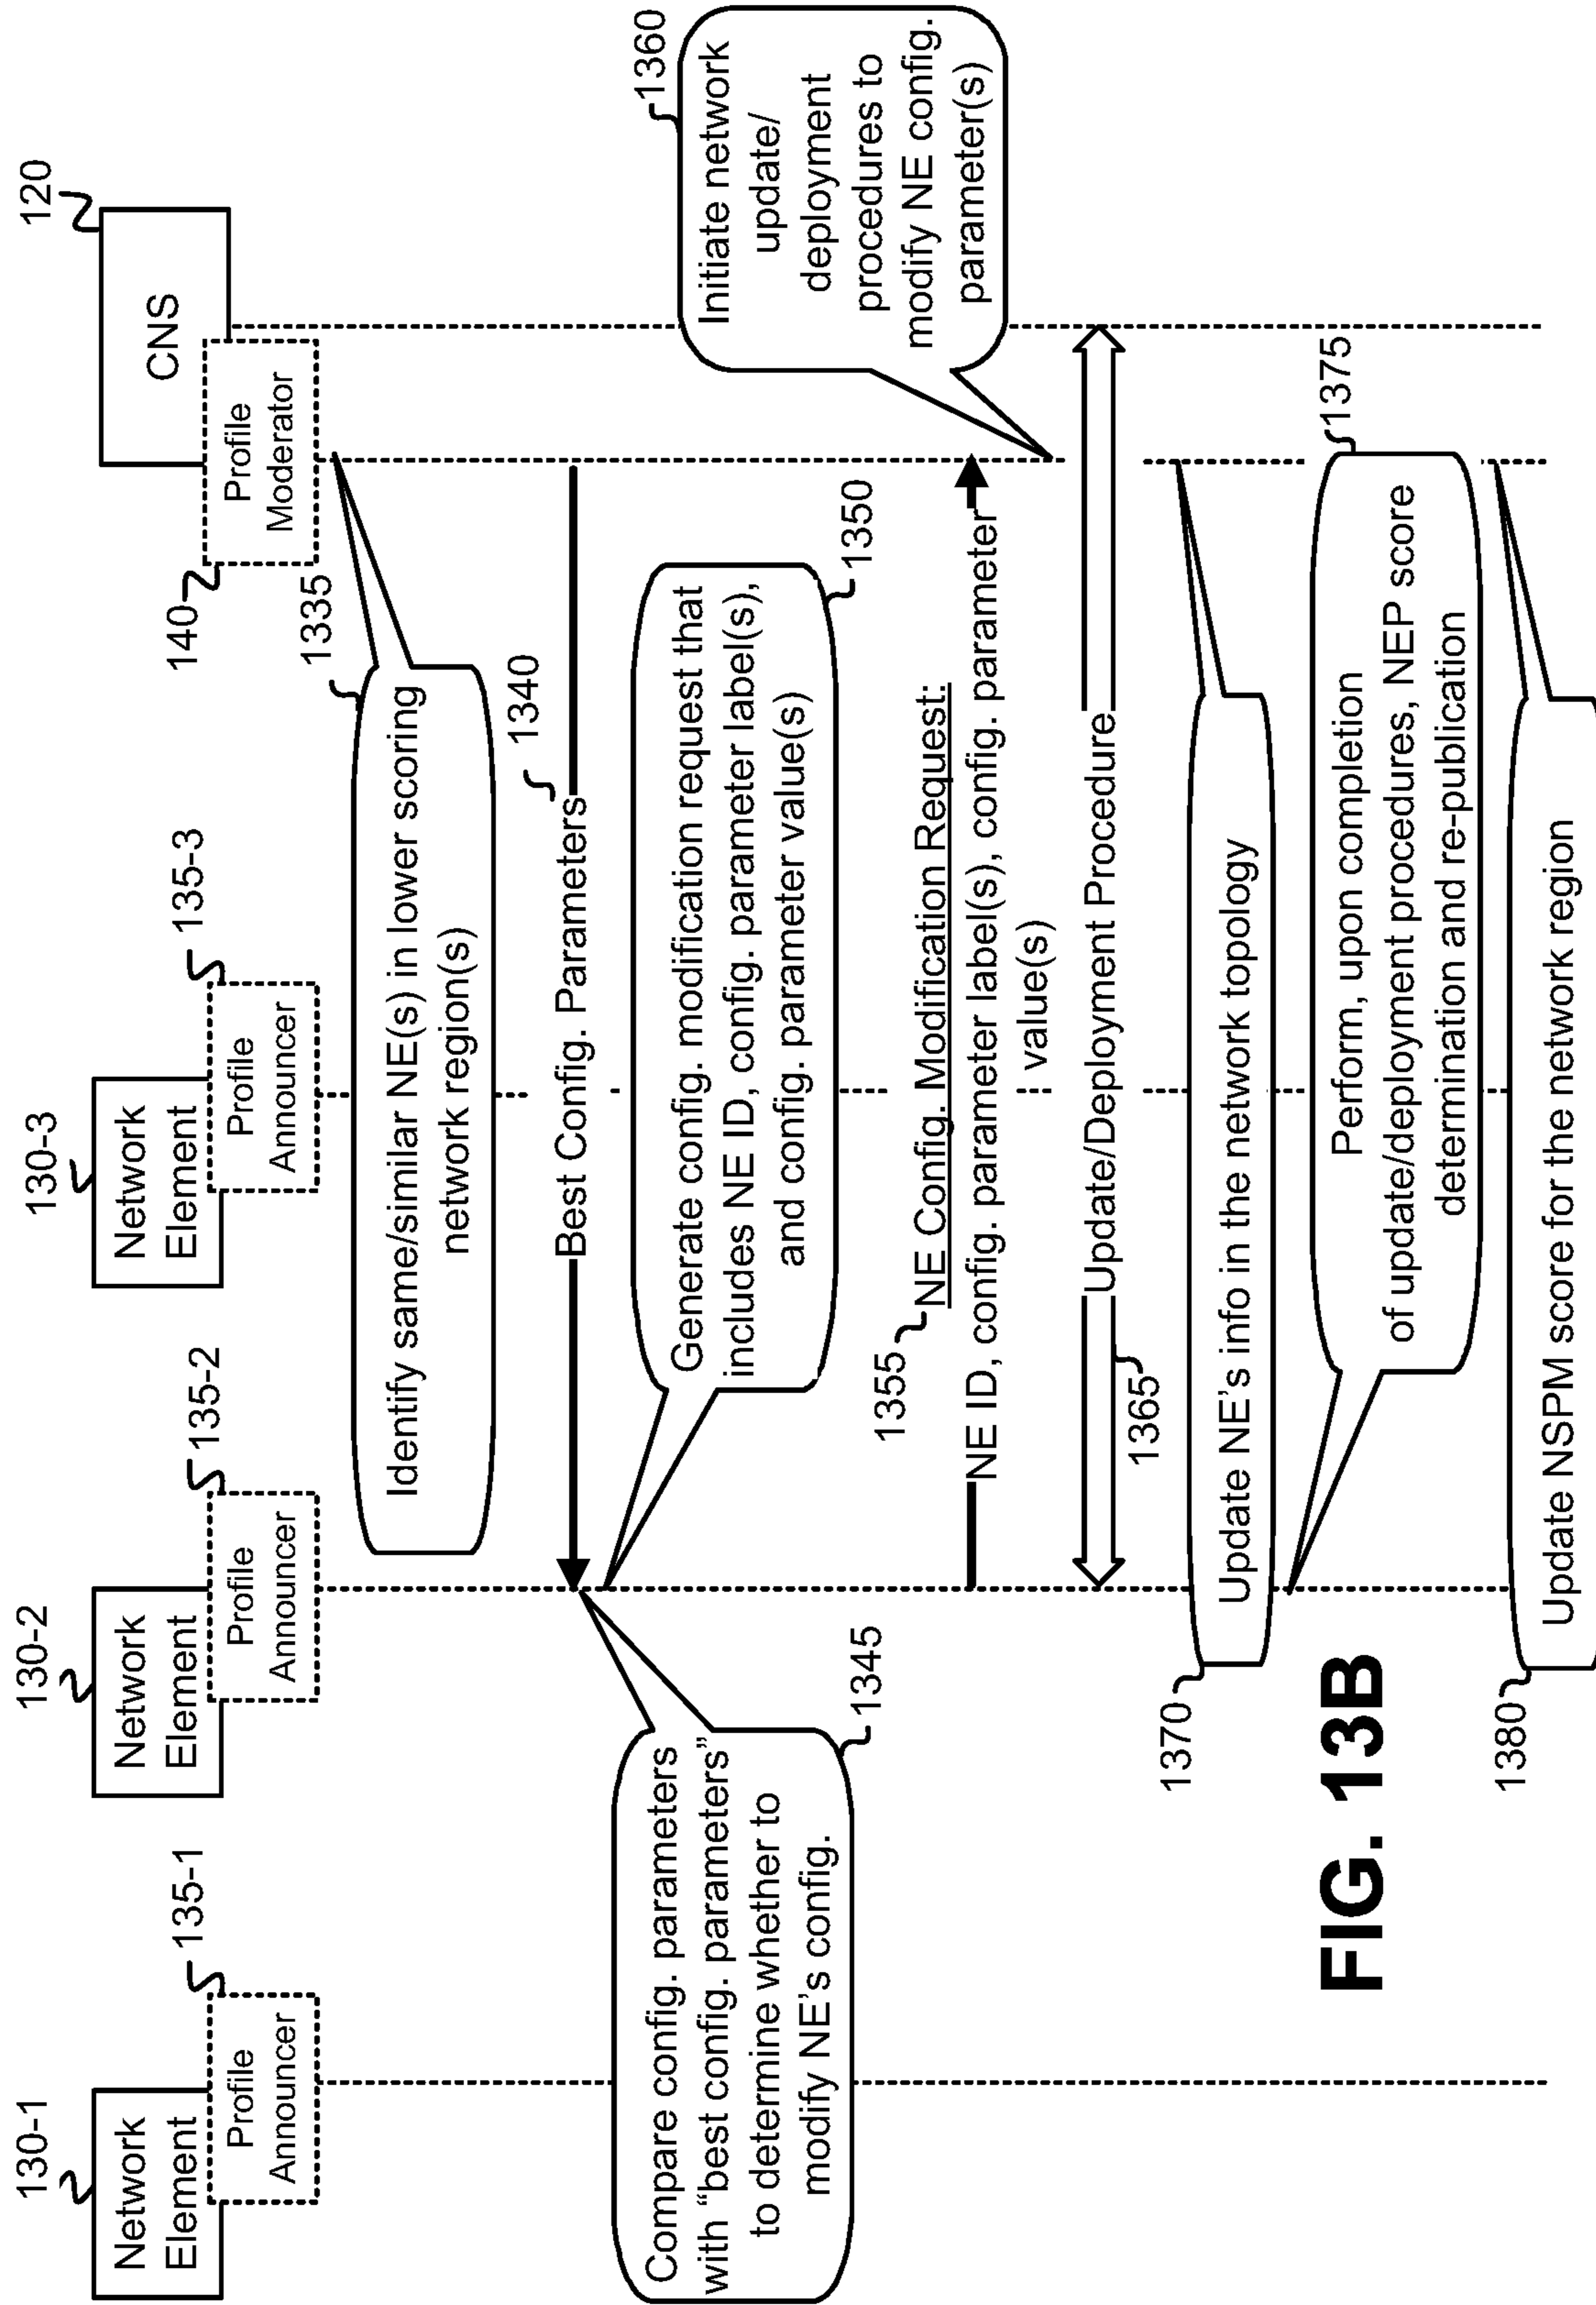 130-1
Network
Element
135-1
Profile
Announcer
130-2
Network
Element
135-2
Profile
Announcer
130-3
Network
Element
135-3
Profile
Announcer
120
CNS
140
Profile
Moderator
1335
Identify same/similar NE(s) in lower scoring
network region(s)
1340
Best Config. Parameters
1345
Compare config. parameters
with “best config. parameters”
to determine whether to
modify NE’s config.
1350
Generate config. modification request that
includes NE ID, config. parameter label(s),
and config. parameter value(s)
1355
NE Config. Modification Request:
NE ID, config. parameter label(s), config. parameter
value(s)
1360
Initiate network
update/
deployment
procedures to
modify NE config.
parameter(s)
Update/Deployment Procedure
1365
1370
Update NE’s info in the network topology
1375
Perform, upon completion
of update/deployment procedures, NEP score
determination and re-publication
1380
Update NSPM score for the network region
FIG. 13B